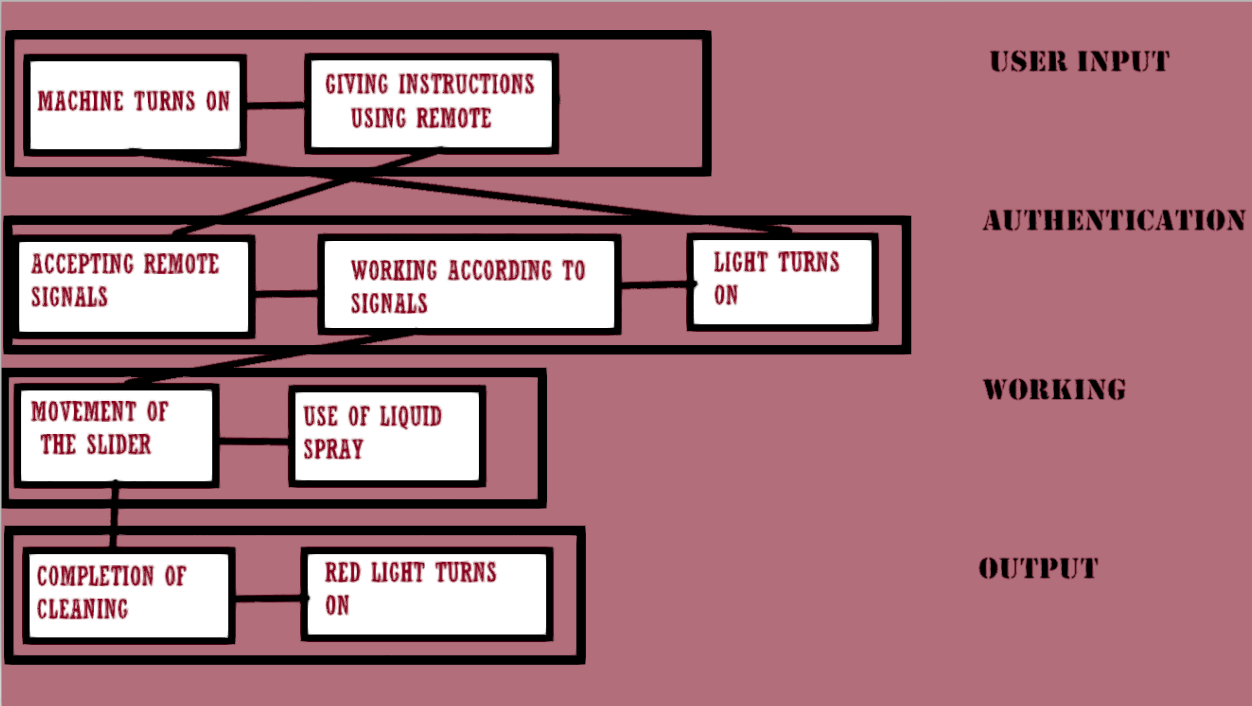 USER INPUT
MACHINE TURNS ON
GIVING INSTRUCTIONS
USING REMOTE
AUTHENTICATION
ACCEPTING REMOTE
SIGNALS
WORKING ACCORDING TO
SIGNALS
LIGHT TURNS
ON
WORKING
MOVEMENT OF
THE SLIDER
USE OF LIQUID
SPRAY
OUTPUT
COMPLETION OF
CLEANING
RED LIGHT TURNS
ON